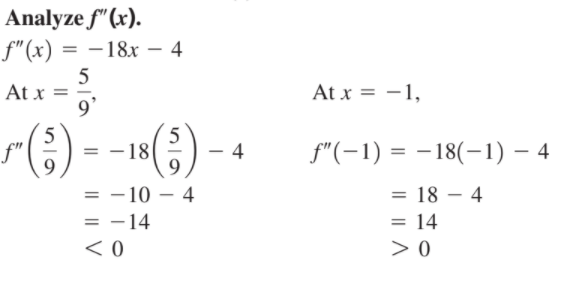 Analyze f″(x).
f″(x) = −18x − 4
At x = 5/9,
f″(5/9) = −18(5/9) − 4
= −10 − 4
= −14
< 0
At x = −1,
f″(−1) = −18(−1) − 4
= 18 − 4
= 14
> 0